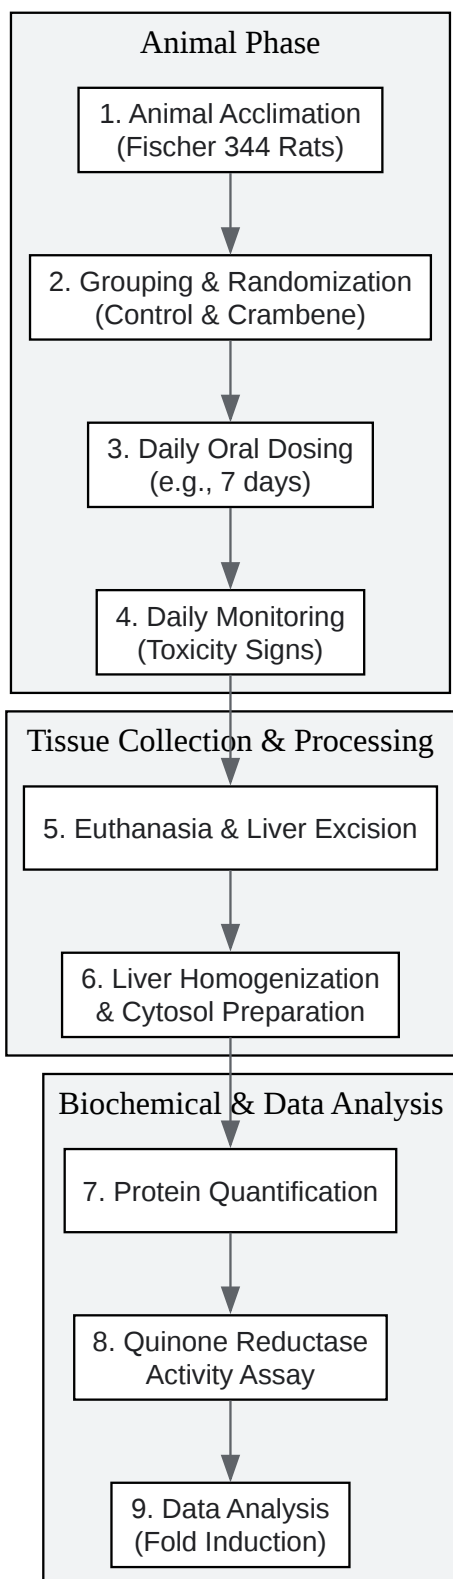 Animal Phase
1. Animal Acclimation
(Fischer 344 Rats)
2. Grouping & Randomization
(Control & Crambene)
3. Daily Oral Dosing
(e.g., 7 days)
4. Daily Monitoring
(Toxicity Signs)
Tissue Collection & Processing
5. Euthanasia & Liver Excision
6. Liver Homogenization
& Cytosol Preparation
Biochemical & Data Analysis
7. Protein Quantification
8. Quinone Reductase
Activity Assay
9. Data Analysis
(Fold Induction)